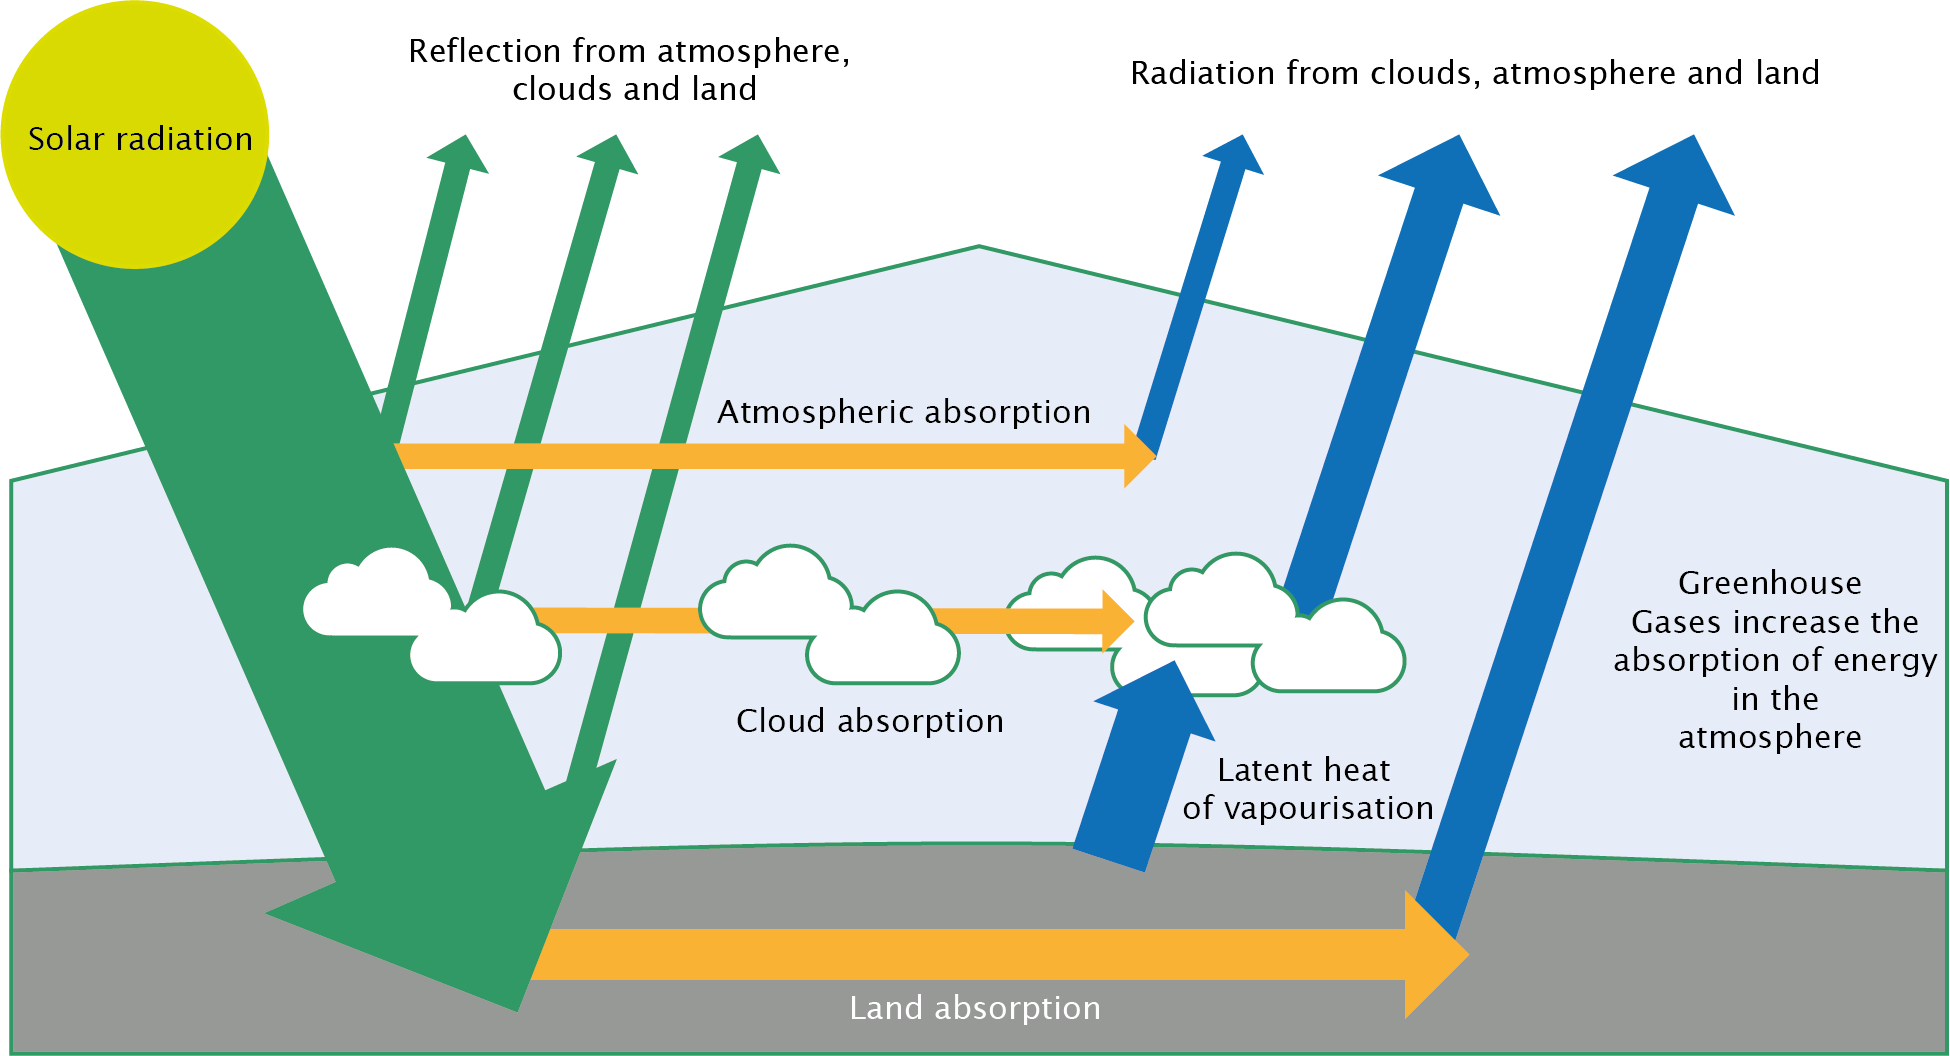 Solar radiation
Reflection from atmosphere,
clouds and land
Radiation from clouds, atmosphere and land
Atmospheric absorption
Cloud absorption
Greenhouse
Gases increase the
absorption of energy
in the
atmosphere
Latent heat
of vapourisation
Land absorption